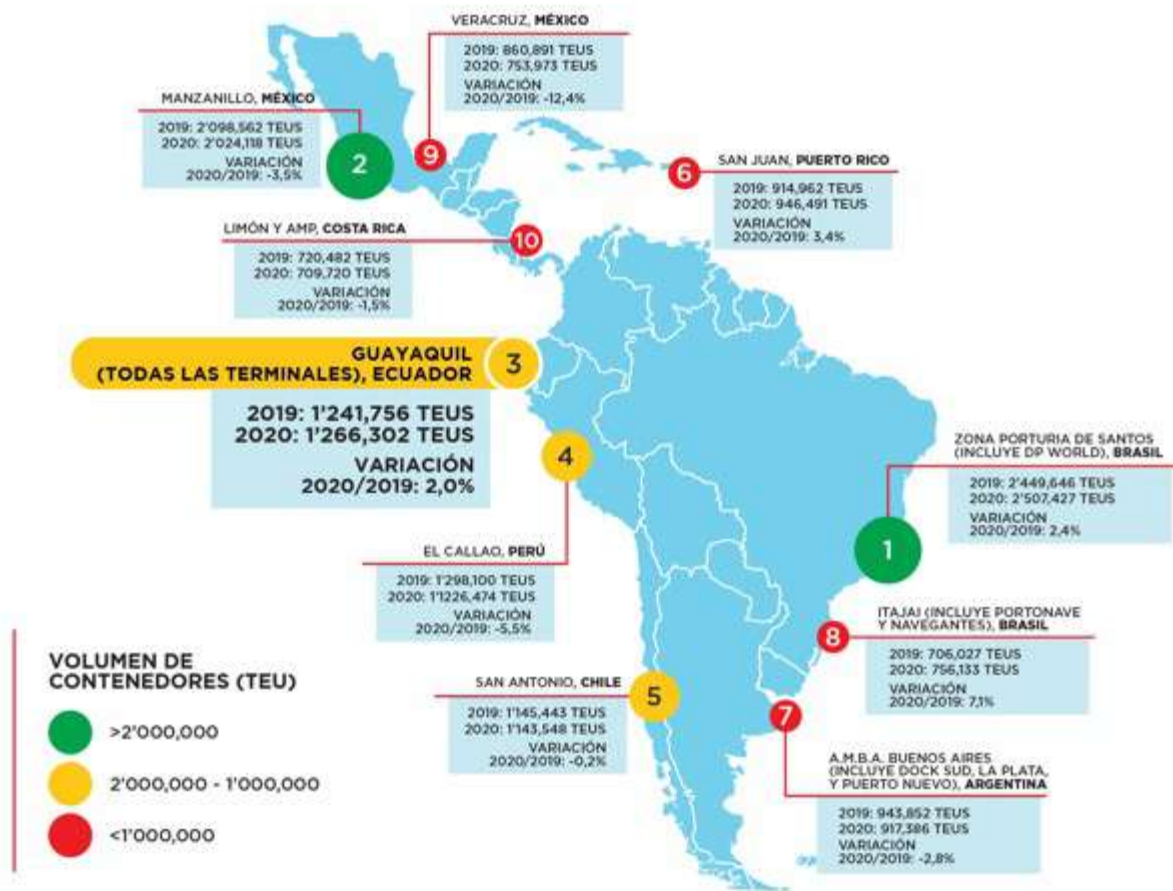 VERACRUZ, MÉXICO
2019: 860,891 TEUS
2020: 753,973 TEUS
VARIACIÓN
2020/2019: -12,4%
MANZANILLO, MÉXICO
2019: 2'098,562 TEUS
2020: 2'024,118 TEUS
VARIACIÓN
2020/2019: -3,5%
2
9
6
SAN JUAN, PUERTO RICO
2019: 914,962 TEUS
2020: 946,491 TEUS
VARIACIÓN
2020/2019: 3,4%
LIMÓN Y AMP, COSTA RICA
10
2019: 720,482 TEUS
2020: 709,720 TEUS
VARIACIÓN
2020/2019: -1,5%
GUAYAQUIL
(TODAS LAS TERMINALES), ECUADOR
3
2019: 1'241,756 TEUS
2020: 1'266,302 TEUS
VARIACIÓN
2020/2019: 2,0%
4
ZONA PORTURIA DE SANTOS
(INCLUYE DP WORLD), BRASIL
2019: 2'449,646 TEUS
2020: 2'507,427 TEUS
VARIACIÓN
2020/2019: 2,4%
1
EL CALLAO, PERÚ
2019: 1'298,100 TEUS
2020: 1'1226,474 TEUS
VARIACIÓN
2020/2019: -5,5%
ITAJAI (INCLUYE PORTONAVE
Y NAVEGANTES), BRASIL
8
2019: 706,027 TEUS
2020: 756,133 TEUS
VARIACIÓN
2020/2019: 7,1%
SAN ANTONIO, CHILE
5
2019: 1'145,443 TEUS
2020: 1'143,548 TEUS
VARIACIÓN
2020/2019: -0,2%
7
A.M.B.A. BUENOS AIRES
(INCLUYE DOCK SUD, LA PLATA,
Y PUERTO NUEVO), ARGENTINA
2019: 943,852 TEUS
2020: 917,386 TEUS
VARIACIÓN
2020/2019: -2,8%
VOLUMEN DE
CONTENEDORES (TEU)
>2'000,000
2'000,000 - 1'000,000
<1'000,000